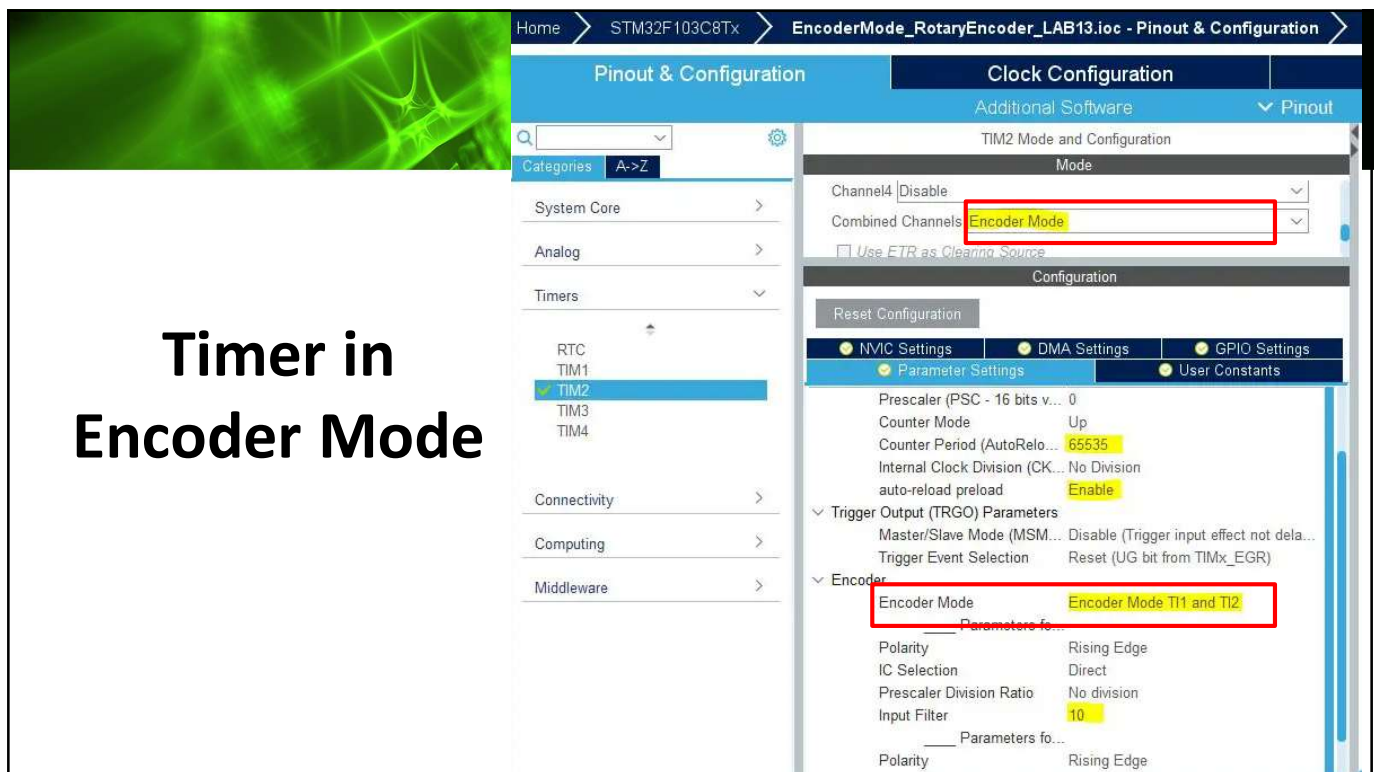 Timer in
Encoder Mode
Home STM32F103C8Tx EncoderMode_RotaryEncoder_LAB13.ioc - Pinout & Configuration
Pinout & Configuration Clock Configuration
Additional Software Pinout
Categories A->Z
System Core
Analog
Timers
RTC
TIM1
TIM2
TIM3
TIM4
Connectivity
Computing
Middleware
TIM2 Mode and Configuration
Mode
Channel4 Disable
Combined Channels Encoder Mode
Use ETR as Clearing Source
Configuration
Reset Configuration
NVIC Settings DMA Settings GPIO Settings
Parameter Settings User Constants
Prescaler (PSC - 16 bits v... 0
Counter Mode Up
Counter Period (AutoRelo... 65535
Internal Clock Division (CK... No Division
auto-reload preload Enable
Trigger Output (TRGO) Parameters
Master/Slave Mode (MSM... Disable (Trigger input effect not dela...
Trigger Event Selection Reset (UG bit from TIMx_EGR)
Encoder
Encoder Mode Encoder Mode TI1 and TI2
____ Parameters fo...
Polarity Rising Edge
IC Selection Direct
Prescaler Division Ratio No division
Input Filter 10
____ Parameters fo...
Polarity Rising Edge